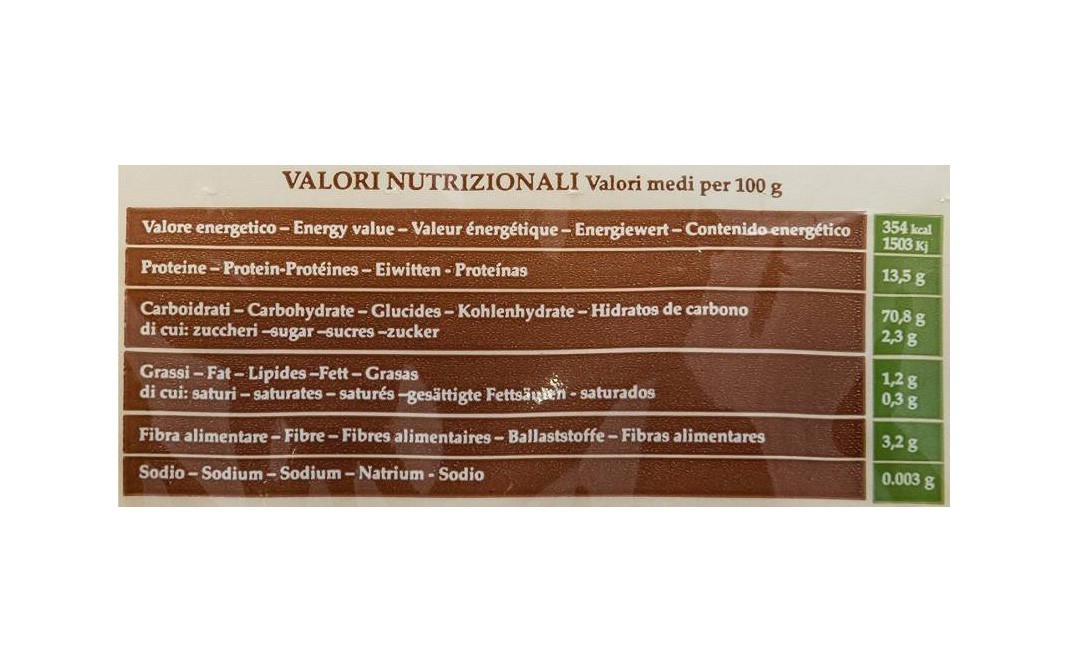 VALORI NUTRIZIONALI Valori medi per 100 g
Valore energetico – Energy value – Valeur énergétique – Energiewert – Contenido energético 354 kcal
1503 Kj
Proteine – Protein-Protéines – Eiwitten - Proteínas 13,5 g
Carboidrati – Carbohydrate – Glucides – Kohlenhydrate – Hidratos de carbono 70,8 g
di cui: zuccheri –sugar –sucres –zucker 2,3 g
Grassi – Fat – Lipides –Fett – Grasas 1,2 g
di cui: saturi – saturates – saturés –gesättigte Fettsäuren - saturados 0,3 g
Fibra alimentare – Fibre – Fibres alimentaires – Ballaststoffe – Fibras alimentares 3,2 g
Sodio – Sodium – Sodium – Natrium - Sodio 0.003 g